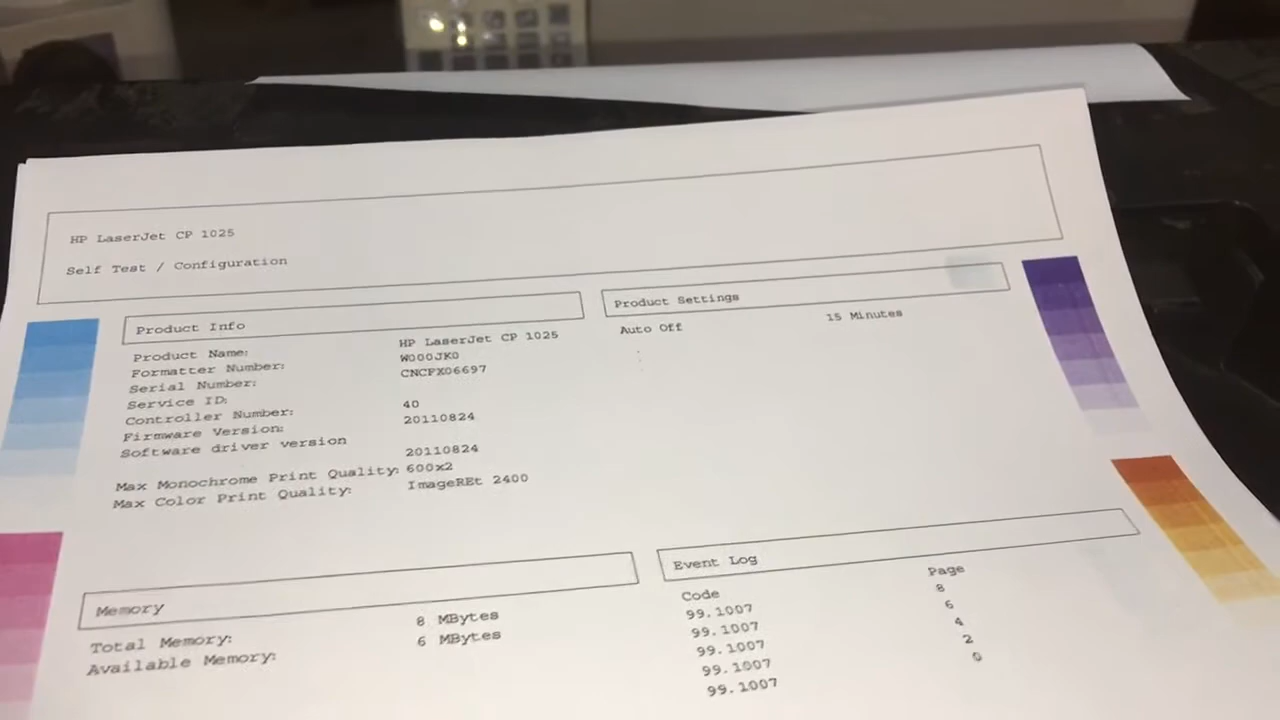 HP LaserJet CP 1025
Self Test / Configuration
Product Info
Product Name: HP LaserJet CP 1025
Formatter Number: W000JK0
Serial Number: CNCFX06697
Service ID:
Controller Number: 40
Firmware Version: 20110824
Software driver version
20110824
Max Monochrome Print Quality: 600x2
Max Color Print Quality: ImageREt 2400
Product Settings
Auto Off 15 Minutes
Memory
Total Memory: 8 MBytes
Available Memory: 6 MBytes
Event Log
Code Page
99.1007 8
99.1007 6
99.1007 4
99.1007 2
99.1007 0